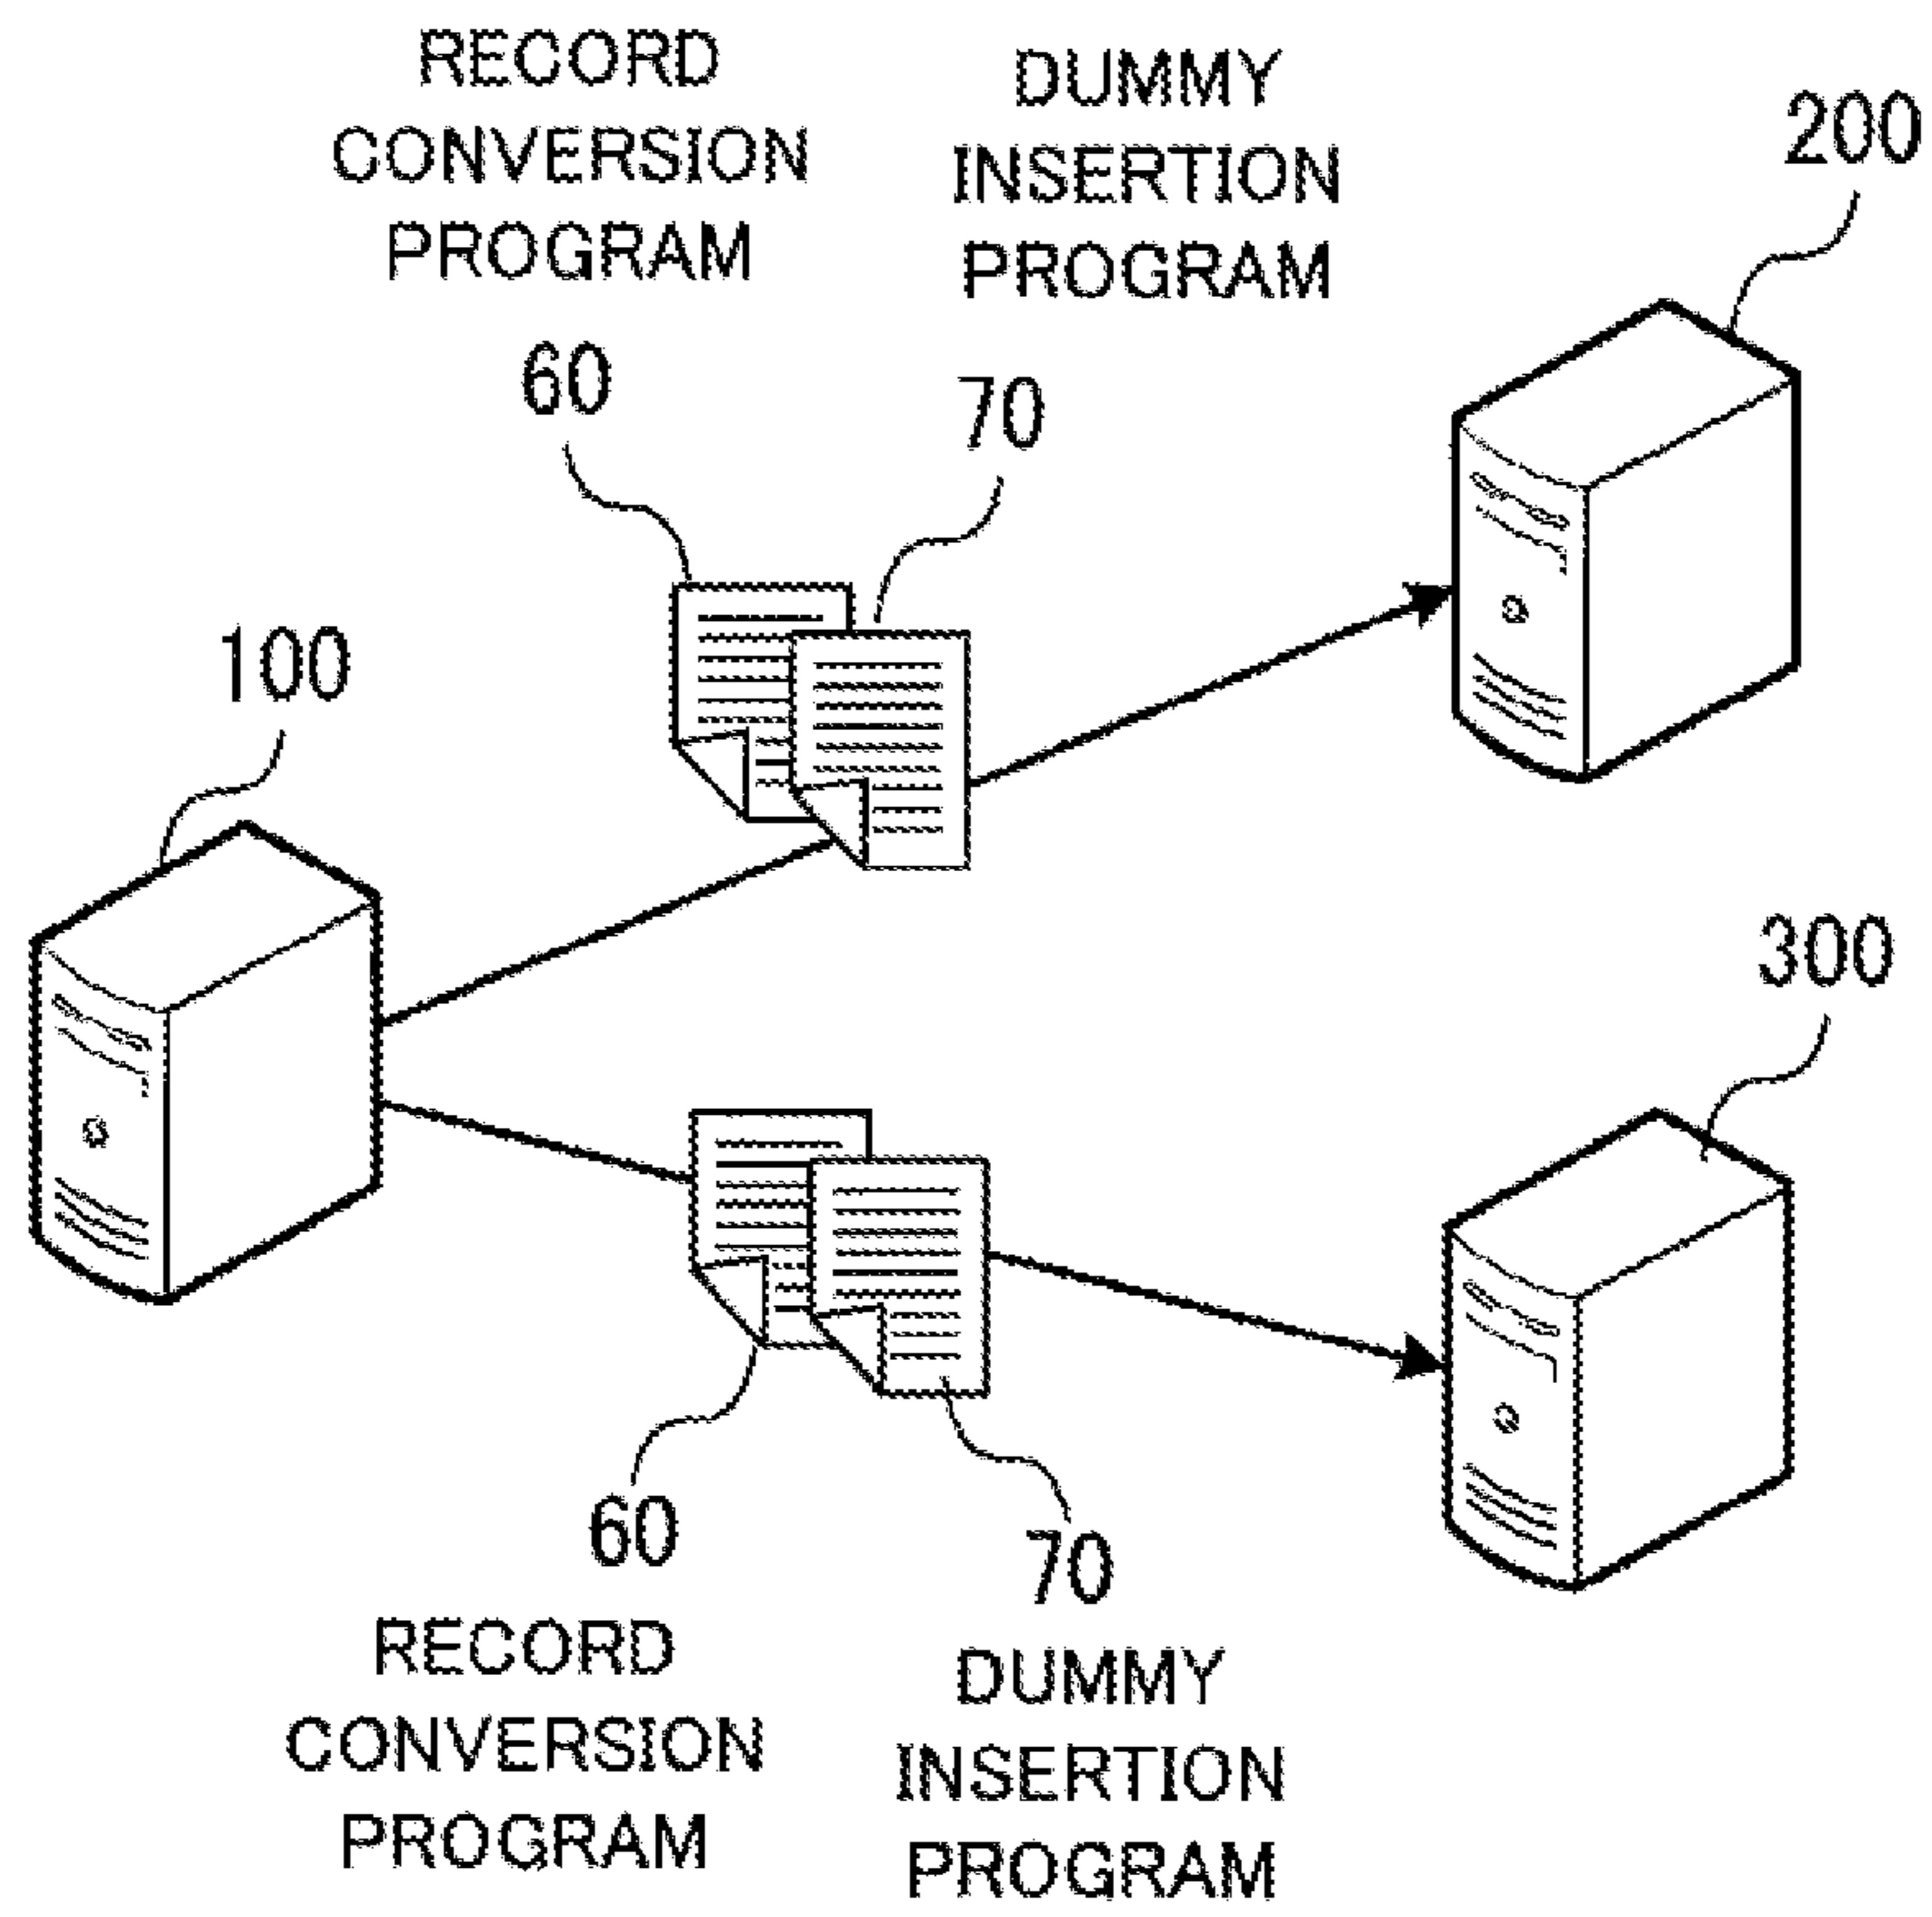 RECORD
CONVERSION
PROGRAM
60
DUMMY
INSERTION
PROGRAM
70
200
100
300
60
RECORD
CONVERSION
PROGRAM
70
DUMMY
INSERTION
PROGRAM